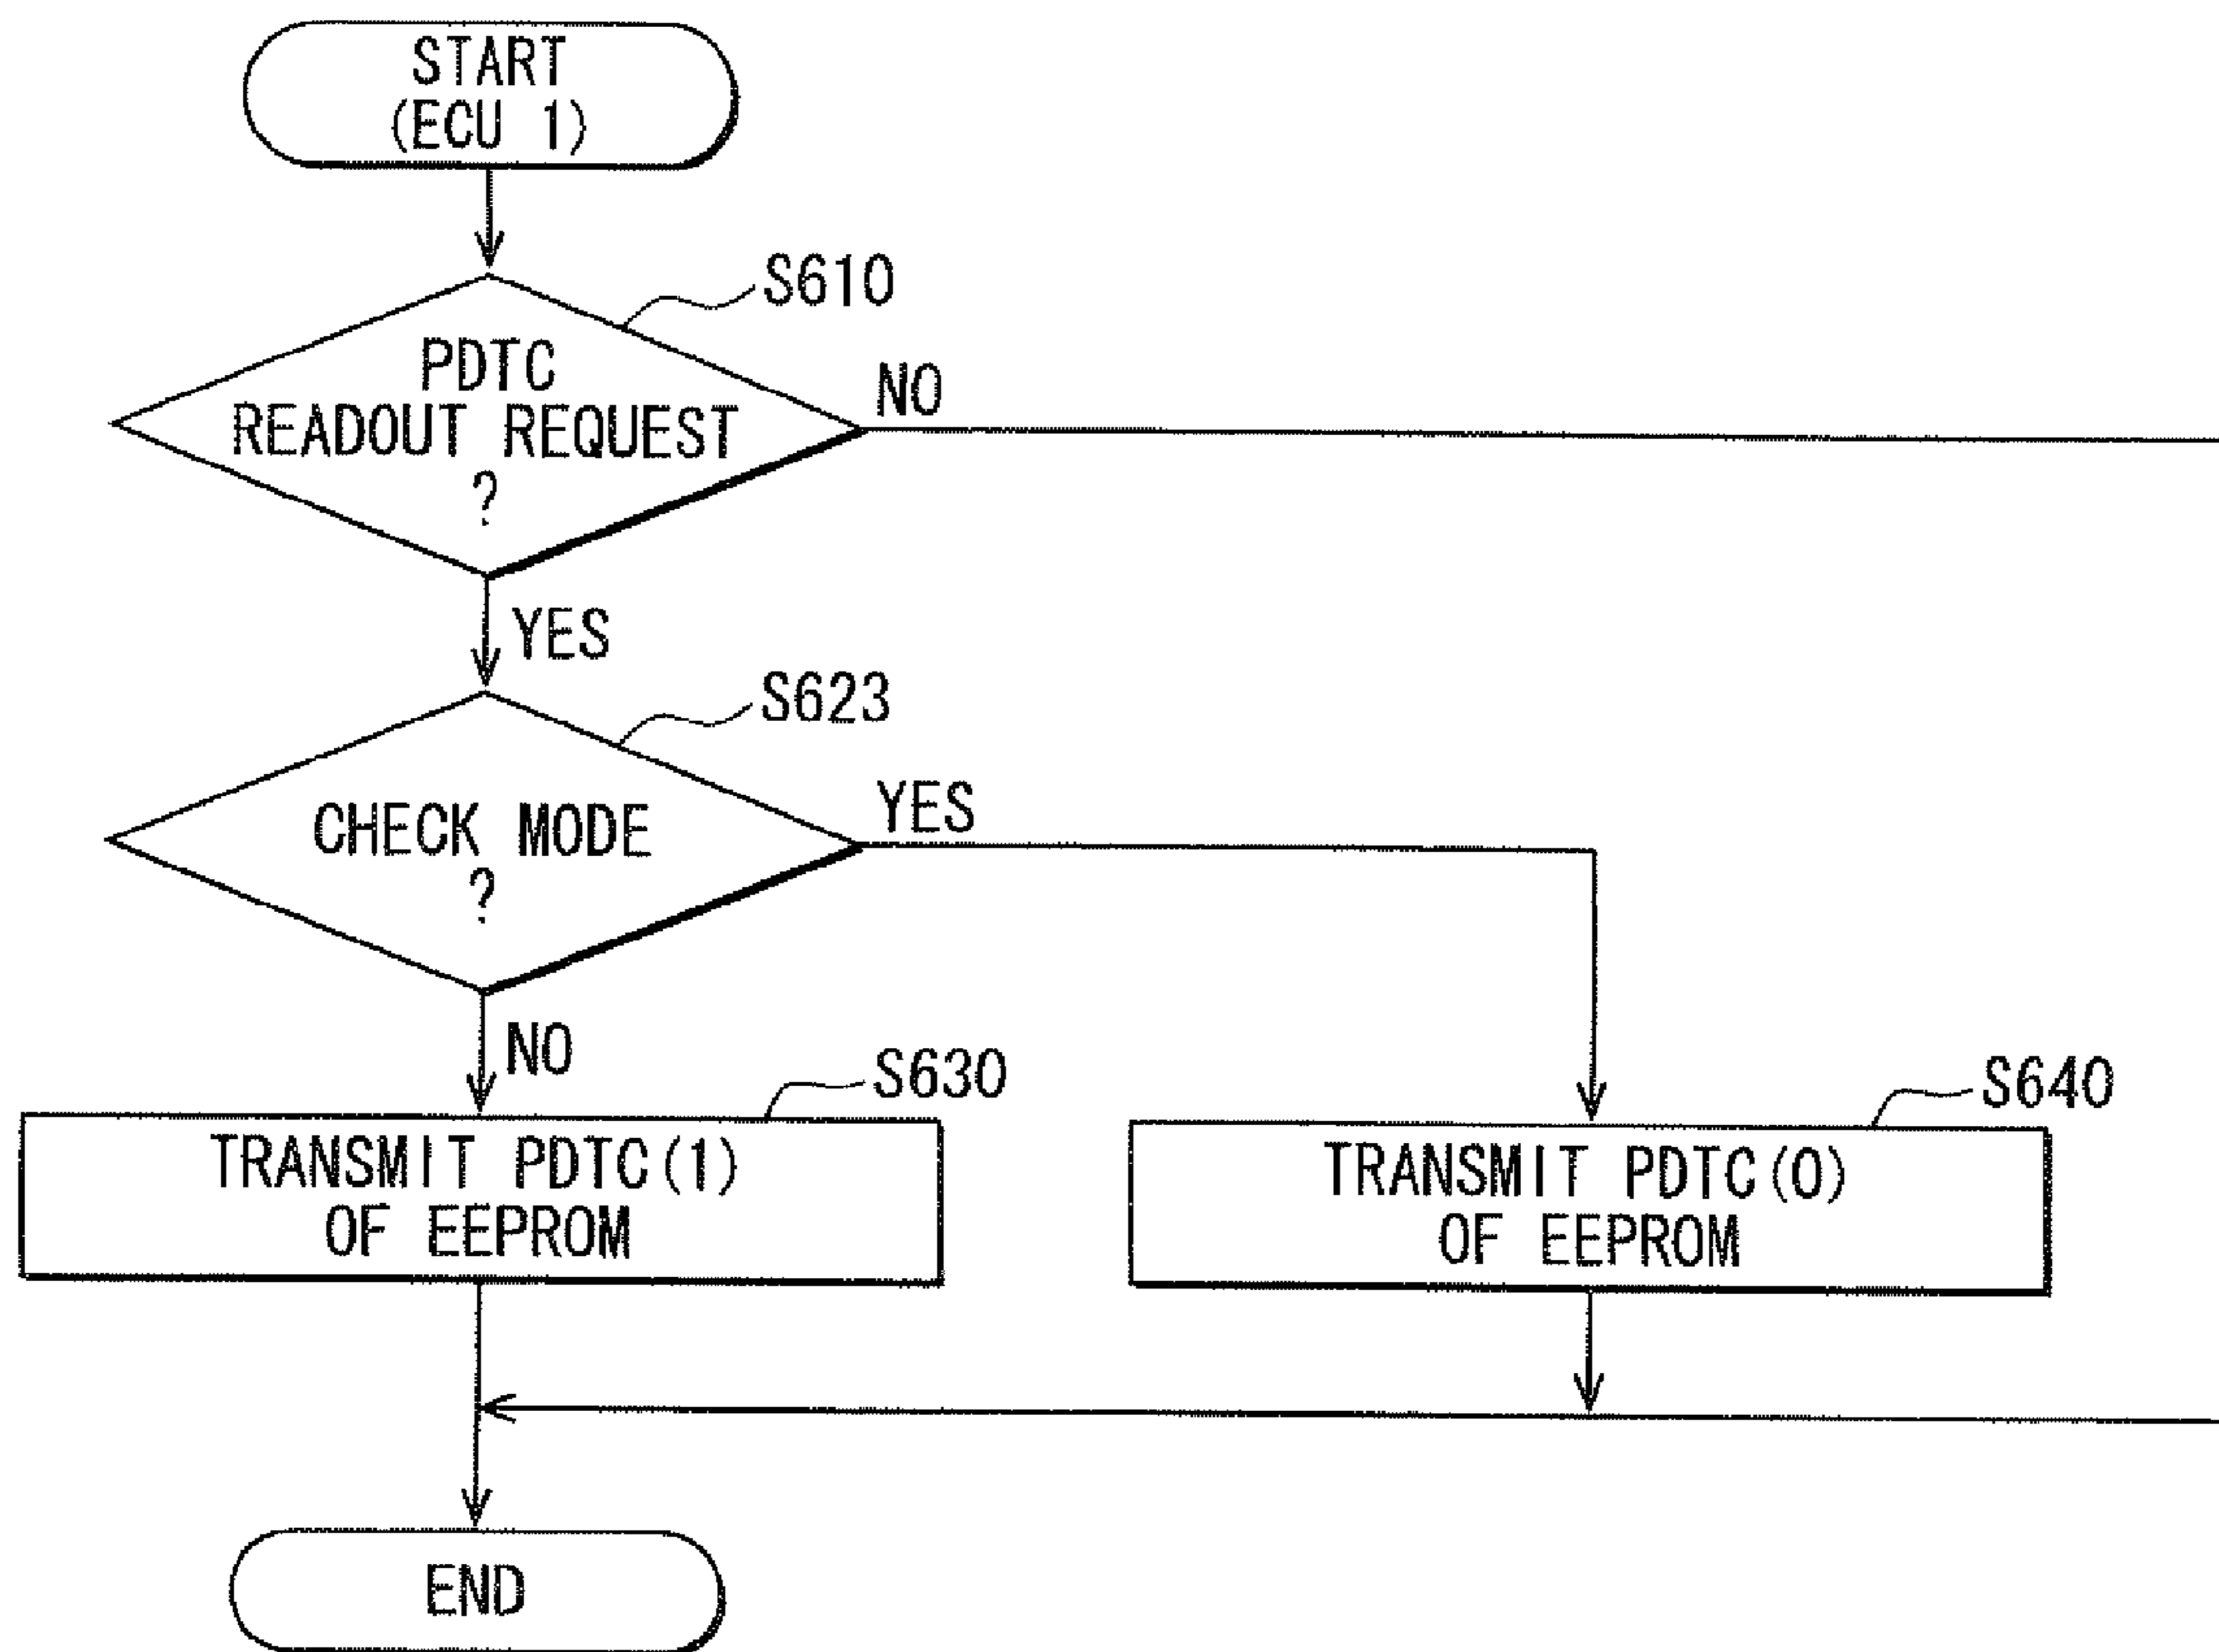 START
(ECU 1)
S610
PDTC
READOUT REQUEST
?
NO
YES
S623
CHECK MODE
?
YES
NO
S630
TRANSMIT PDTC(1)
OF EEPROM
S640
TRANSMIT PDTC(0)
OF EEPROM
END